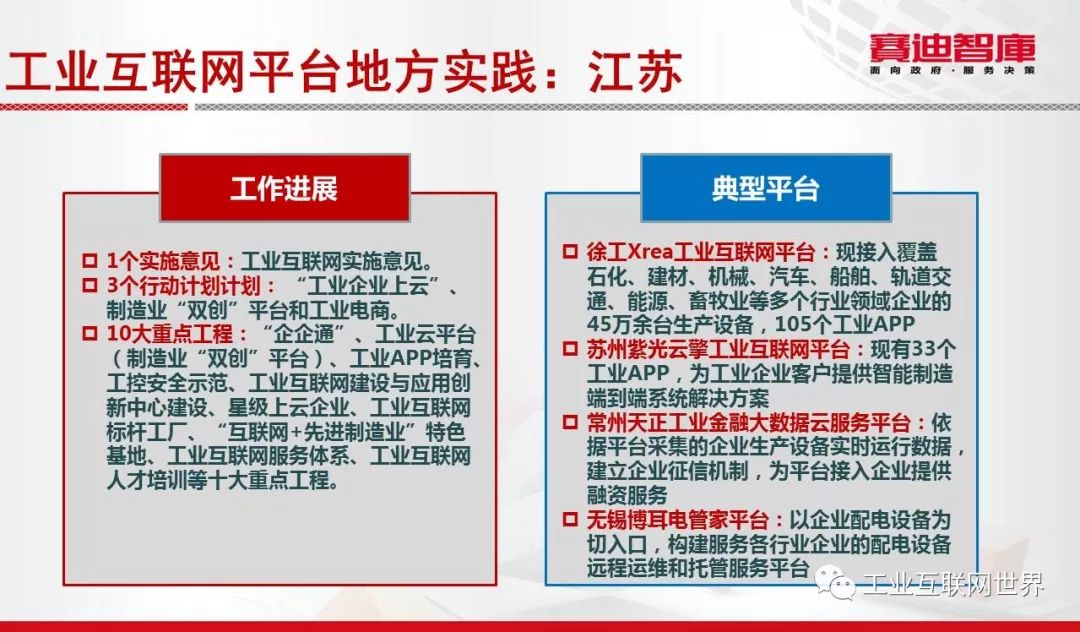 工业互联网平台地方实践：江苏
赛迪智庫
面向政府·服务决策
工作进展
1个实施意见：工业互联网实施意见。
3个行动计划计划：“工业企业上云”、
制造业“双创”平台和工业电商。
10大重点工程：“企企通”、工业云平台
（制造业“双创”平台）、工业APP培育、
工控安全示范、工业互联网建设与应用创
新中心建设、星级上云企业、工业互联网
标杆工厂、“互联网+先进制造业”特色
基地、工业互联网服务体系、工业互联网
人才培训等十大重点工程。
典型平台
徐工Xrea工业互联网平台：现接入覆盖
石化、建材、机械、汽车、船舶、轨道交
通、能源、畜牧业等多个行业领域企业的
45万余台生产设备，105个工业APP
苏州紫光云擎工业互联网平台：现有33个
工业APP，为工业企业客户提供智能制造
端到端系统解决方案
常州天正工业金融大数据云服务平台：依
据平台采集的企业生产设备实时运行数据，
建立企业征信机制，为平台接入企业提供
融资服务
无锡博耳电管家平台：以企业配电设备为
切入口，构建服务各行业企业的配电设备
远程运维和托管服务平台
工业互联网世界